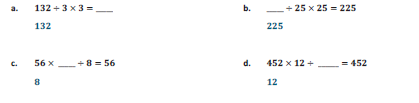 a. 132 ÷ 3 × 3 = ____ b. ____ ÷ 25 × 25 = 225
132 225
c. 56 × ____ ÷ 8 = 56 d. 452 × 12 ÷ ____ = 452
8 12